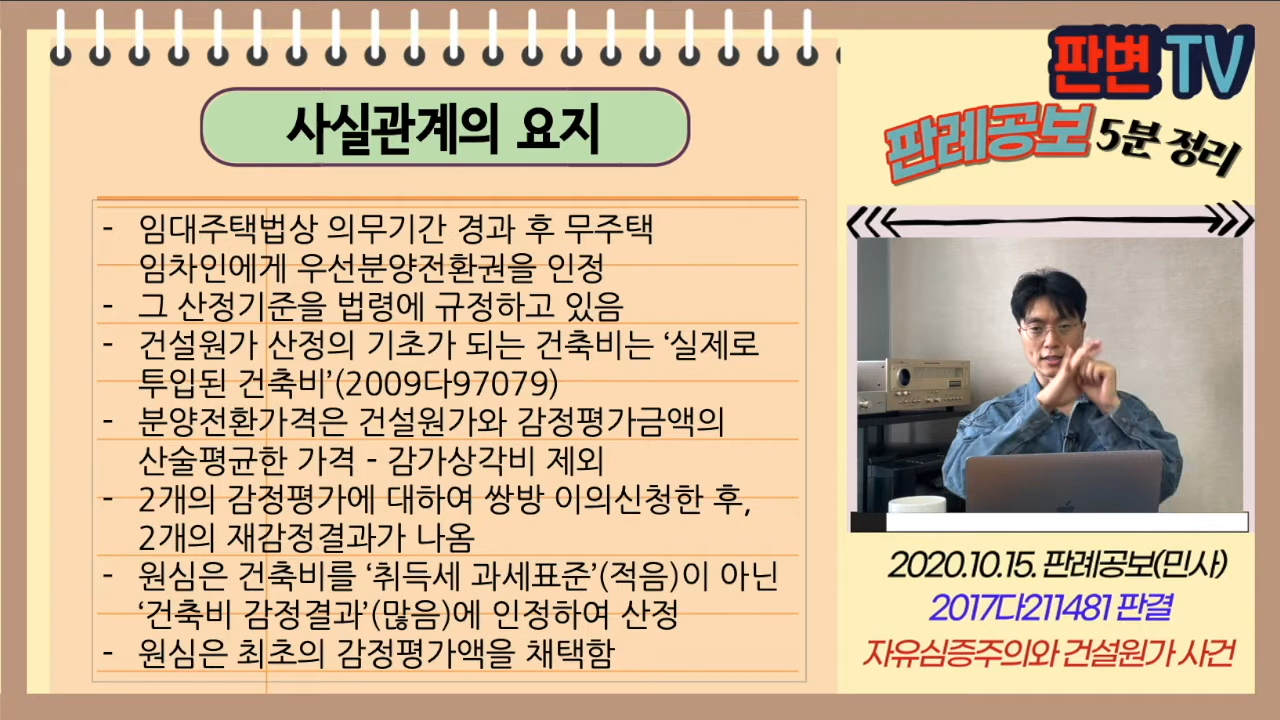 판변 TV
판례공보 5분 정리
사실관계의 요지
- 임대주택법상 의무기간 경과 후 무주택
임차인에게 우선분양전환권을 인정
- 그 산정기준을 법령에 규정하고 있음
- 건설원가 산정의 기초가 되는 건축비는 ‘실제로
투입된 건축비’(2009다97079)
- 분양전환가격은 건설원가와 감정평가금액의
산술평균한 가격 - 감가상각비 제외
- 2개의 감정평가에 대하여 쌍방 이의신청한 후,
2개의 재감정결과가 나옴
- 원심은 건축비를 ‘취득세 과세표준’(적음)이 아닌
‘건축비 감정결과’(많음)에 인정하여 산정
- 원심은 최초의 감정평가액을 채택함
2020.10.15. 판례공보(민사)
2017다211481 판결
자유심증주의와 건설원가 사건